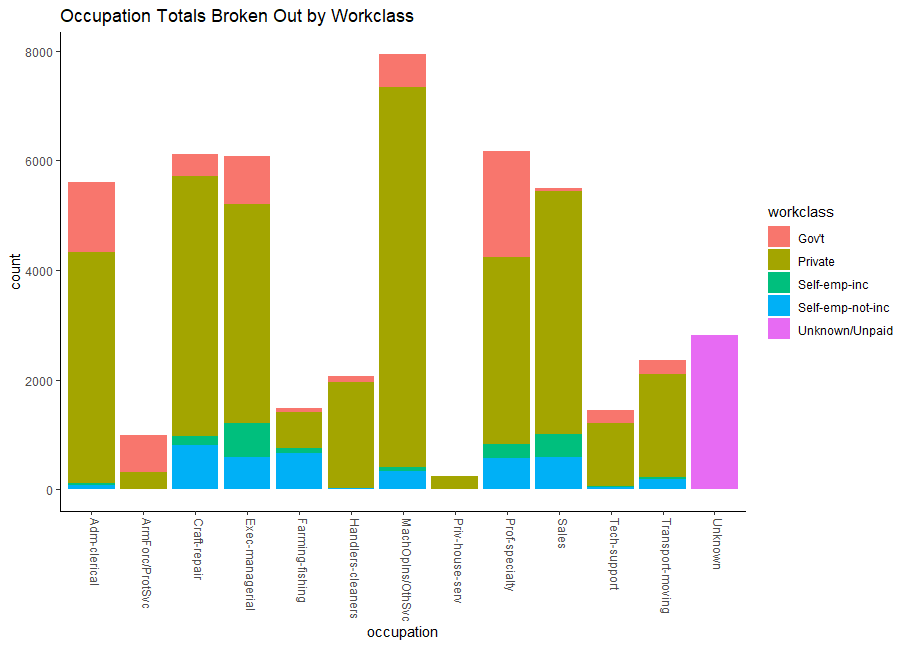 Occupation Totals Broken Out by Workclass
8000
6000
4000
2000
0
count
Adm-clerical
ArmForc/ProtSvc
Craft-repair
Exec-managerial
Farming-fishing
Handlers-cleaners
MachOpIns/OthSvc
Priv-house-serv
Prof-specialty
Sales
Tech-support
Transport-moving
Unknown
occupation
workclass
Gov't
Private
Self-emp-inc
Self-emp-not-inc
Unknown/Unpaid